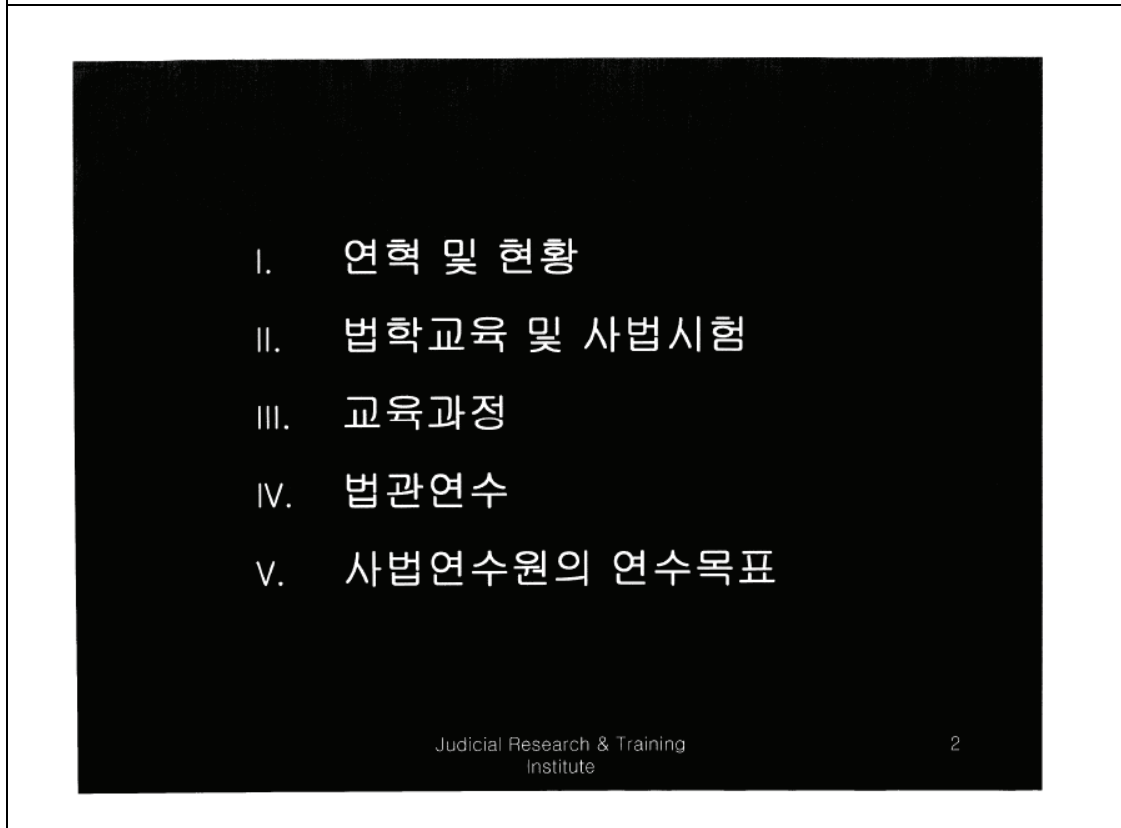 I. 연혁 및 현황
II. 법학교육 및 사법시험
III. 교육과정
IV. 법관연수
V. 사법연수원의 연수목표
Judicial Research & Training
Institute
2